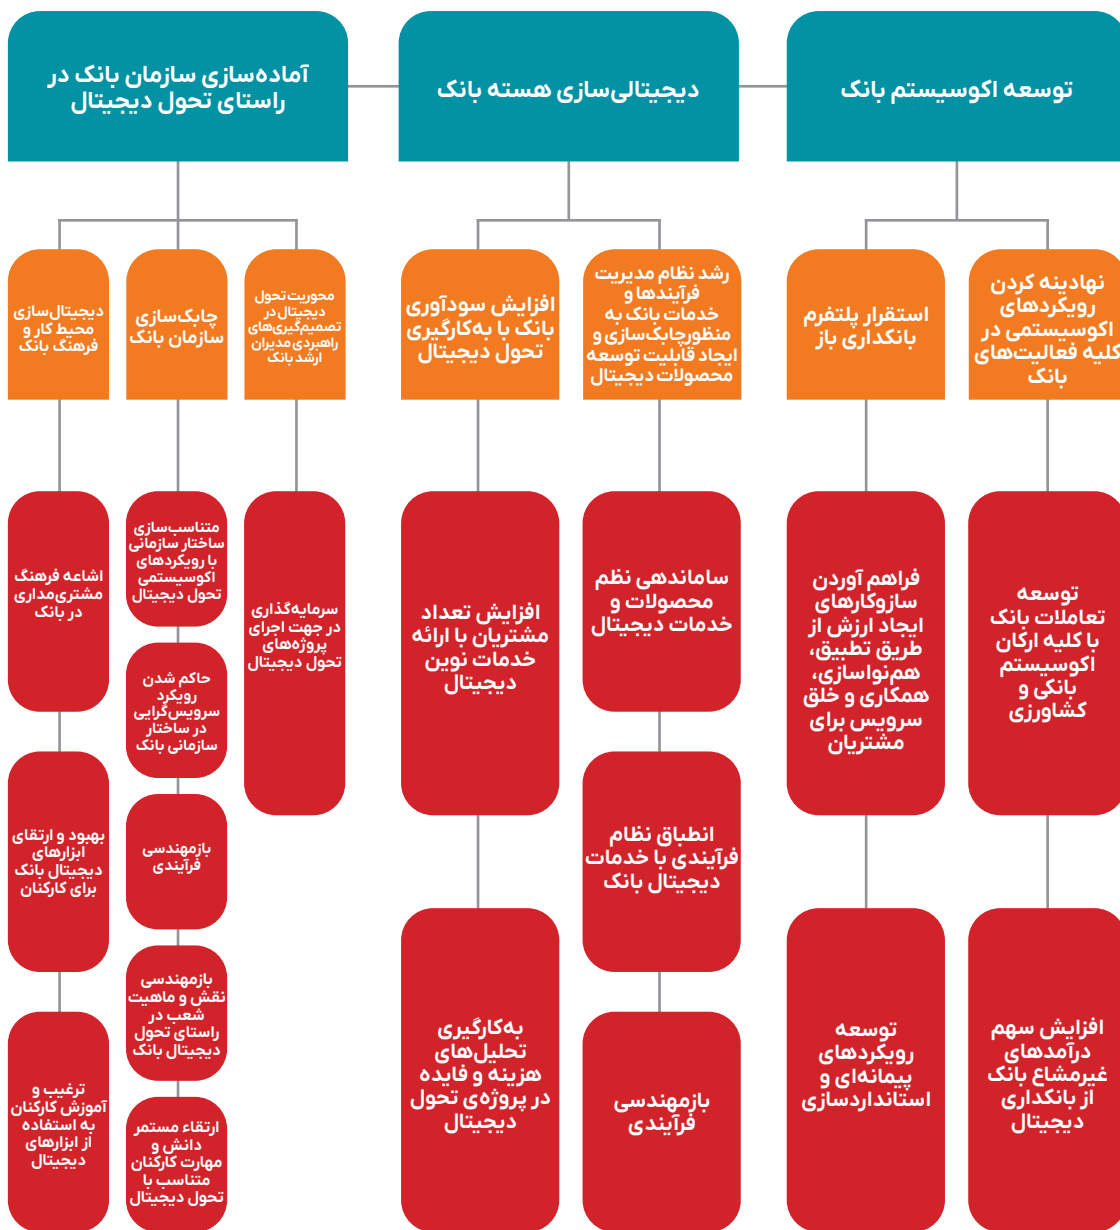 توسعه اکوسیستم بانک
دیجیتالی‌سازی هسته بانک
آماده‌سازی سازمان بانک در
راستای تحول دیجیتال
نهادینه کردن
رویکردهای
اکوسیستمی در
کلیه فعالیت‌های
بانک
استقرار پلتفرم
بانکداری باز
رشد نظام مدیریت
فرآیندها و
خدمات بانک به
منظورچابک‌سازی و
ایجاد قابلیت توسعه
محصولات دیجیتال
افزایش سودآوری
بانک با به‌کارگیری
تحول دیجیتال
محوریت تحول
دیجیتال در
تصمیم‌گیری‌های
راهبردی مدیران
ارشد بانک
چابک‌سازی
سازمان بانک
دیجیتال‌سازی
محیط کار و
فرهنگ بانک
توسعه
تعاملات بانک
با کلیه ارکان
اکوسیستم
بانکی و
کشاورزی
افزایش سهم
درآمدهای
غیرمشاع بانک
از بانکداری
دیجیتال
فراهم آوردن
سازوکارهای
ایجاد ارزش از
طریق تطبیق،
هم‌نواسازی،
همکاری و خلق
سرویس برای
مشتریان
توسعه
رویکردهای
پیمانه‌ای و
استانداردسازی
ساماندهی نظم
محصولات و
خدمات دیجیتال
انطباق نظام
فرآیندی با خدمات
دیجیتال بانک
بازمهندسی
فرآیندی
افزایش تعداد
مشتریان با ارائه
خدمات نوین
دیجیتال
به‌کارگیری
تحلیل‌های
هزینه و فایده
در پروژه‌ی تحول
دیجیتال
سرمایه‌گذاری
در جهت اجرای
پروژه‌های
تحول دیجیتال
متناسب‌سازی
ساختار سازمانی
با رویکردهای
اکوسیستمی
تحول دیجیتال
حاکم شدن
رویکرد
سرویس‌گرایی
در ساختار
سازمانی بانک
بازمهندسی
فرآیندی
بازمهندسی
نقش و ماهیت
شعب در
راستای تحول
دیجیتال بانک
ارتقاء مستمر
دانش و
مهارت کارکنان
متناسب با
تحول دیجیتال
اشاعه فرهنگ
مشتری‌مداری
در بانک
بهبود و ارتقای
ابزارهای
دیجیتال بانک
برای کارکنان
ترغیب و
آموزش کارکنان
به استفاده
از ابزارهای
دیجیتال